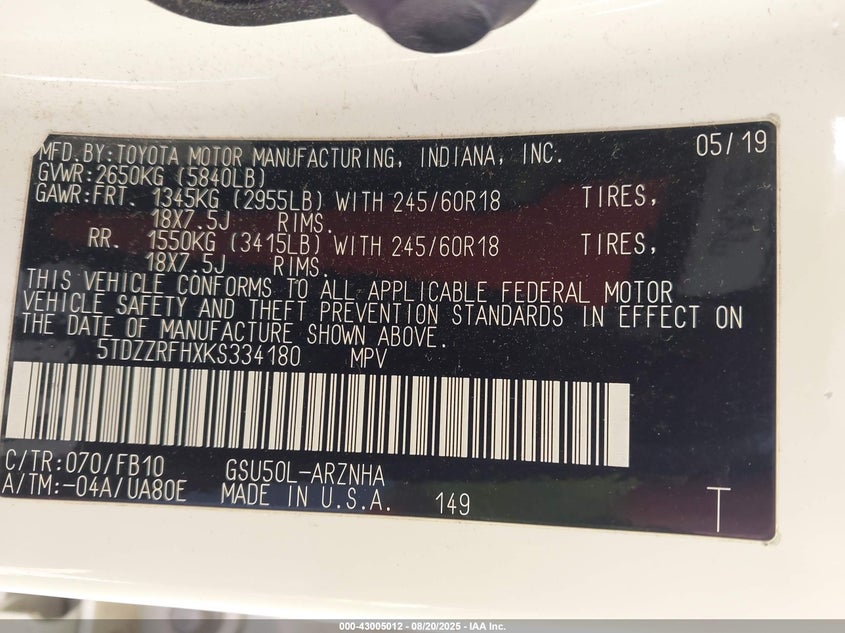 MFD.BY:TOYOTA MOTOR MANUFACTURING, INDIANA, INC. 05/19
GVWR:2650KG (5840LB)
GAWR:FRT. 1345KG (2955LB) WITH 245/60R18 TIRES,
18X7.5J RIMS.
RR. 1550KG (3415LB) WITH 245/60R18 TIRES,
18X7.5J RIMS.
THIS VEHICLE CONFORMS TO ALL APPLICABLE FEDERAL MOTOR
VEHICLE SAFETY AND THEFT PREVENTION STANDARDS IN EFFECT ON
THE DATE OF MANUFACTURE SHOWN ABOVE.
5TDZZRFHXKS334180 MPV
C/TR:070/FB10 GSU50L-ARZNHA
A/TM:-04A/UA80E MADE IN U.S.A. 149 T
000-43005012 - 08/20/2025 - IAA Inc.